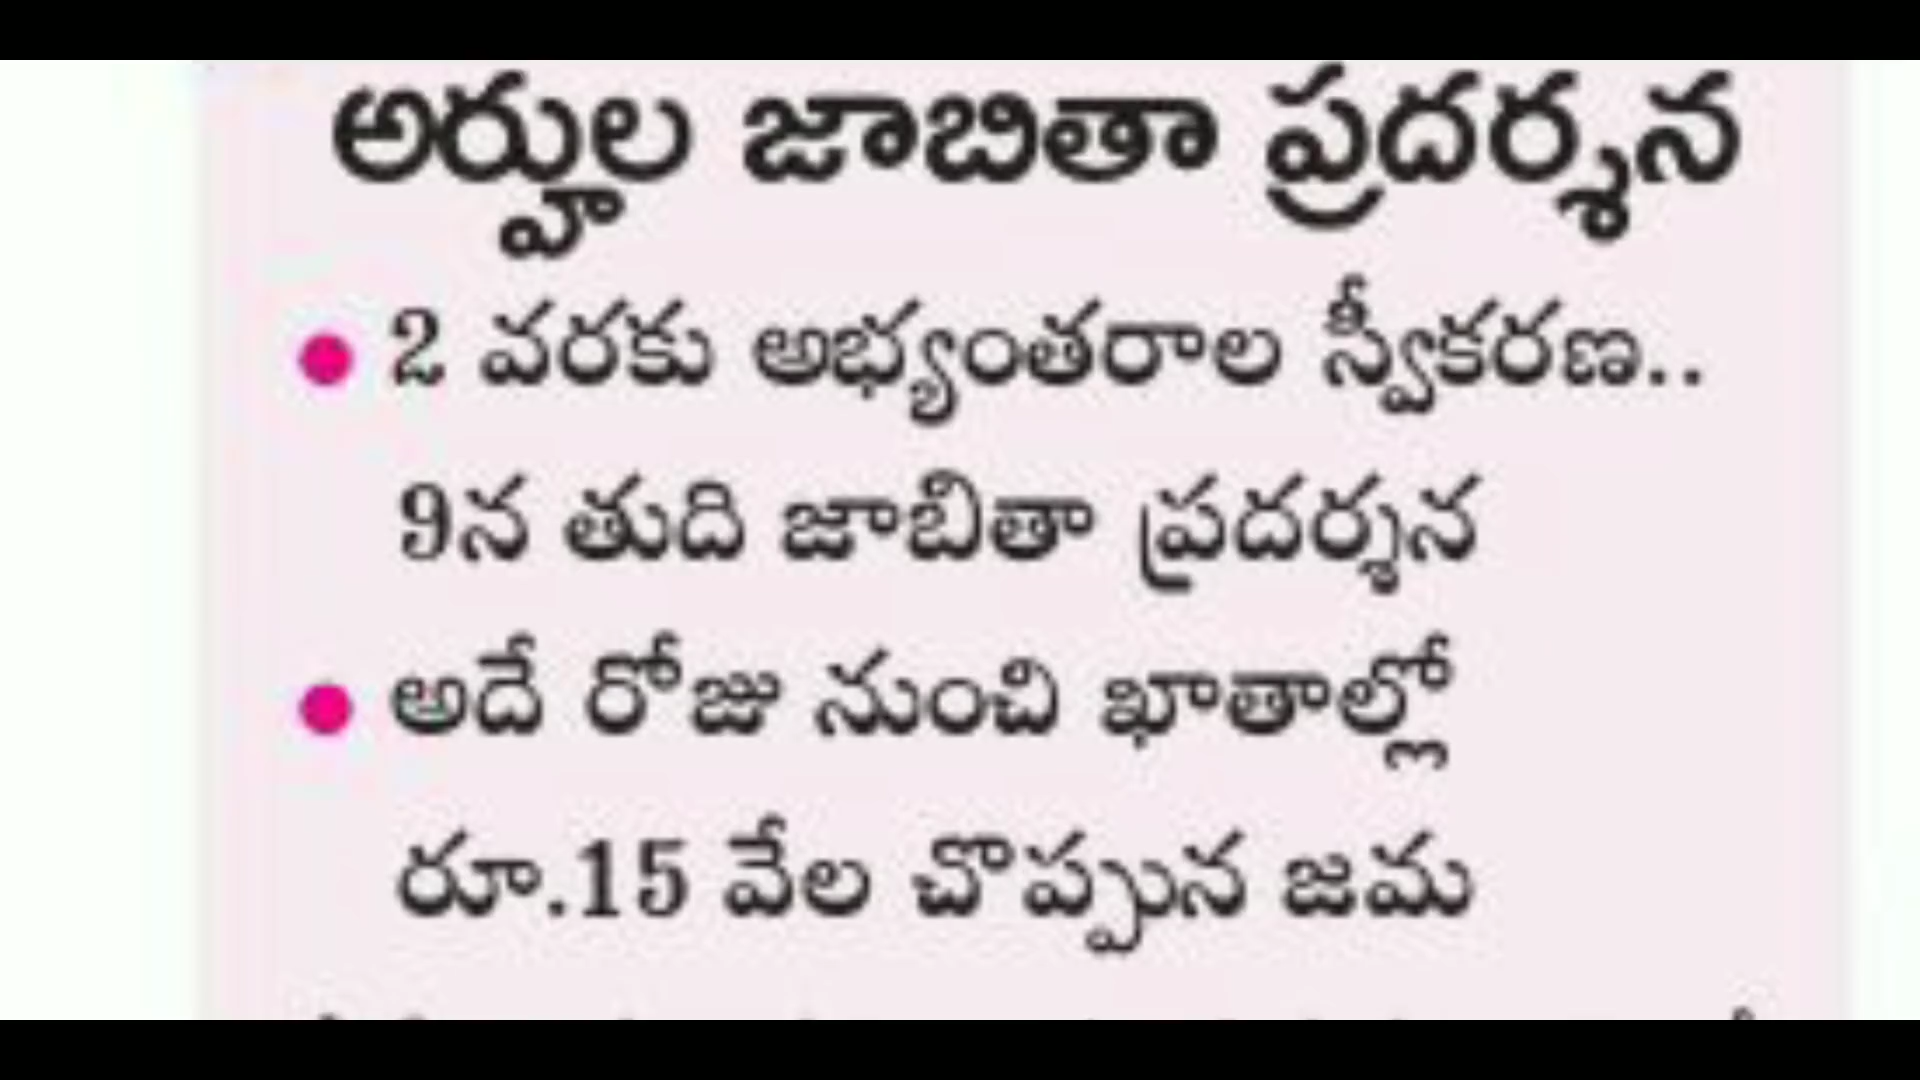 అర్హుల జాబితా ప్రదర్శన
2 వరకు అభ్యంతరాల స్వీకరణ..
9న తుది జాబితా ప్రదర్శన
అదే రోజు నుంచి ఖాతాల్లో
రూ.15 వేల చొప్పున జమ